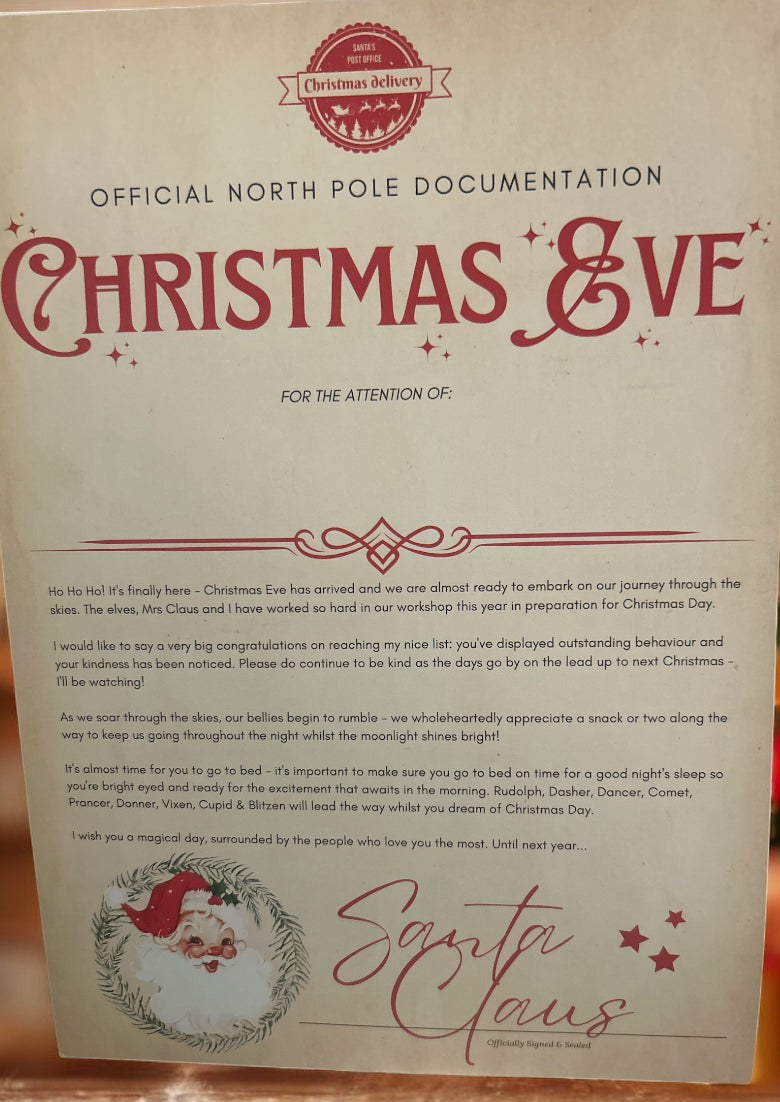 SANTA'S
POST OFFICE
Christmas delivery
OFFICIAL NORTH POLE DOCUMENTATION
CHRISTMAS EVE
FOR THE ATTENTION OF:
Ho Ho Ho! It's finally here – Christmas Eve has arrived and we are almost ready to embark on our journey through the
skies. The elves, Mrs Claus and I have worked so hard in our workshop this year in preparation for Christmas Day.
I would like to say a very big congratulations on reaching my nice list: you've displayed outstanding behaviour and
your kindness has been noticed. Please do continue to be kind as the days go by on the lead up to next Christmas –
I'll be watching!
As we soar through the skies, our bellies begin to rumble – we wholeheartedly appreciate a snack or two along the
way to keep us going throughout the night whilst the moonlight shines bright!
It's almost time for you to go to bed – it's important to make sure you go to bed on time for a good night's sleep so
you're bright eyed and ready for the excitement that awaits in the morning. Rudolph, Dasher, Dancer, Comet,
Prancer, Donner, Vixen, Cupid & Blitzen will lead the way whilst you dream of Christmas Day.
I wish you a magical day, surrounded by the people who love you the most. Until next year...
Santa
Claus
Officially Signed & Sealed